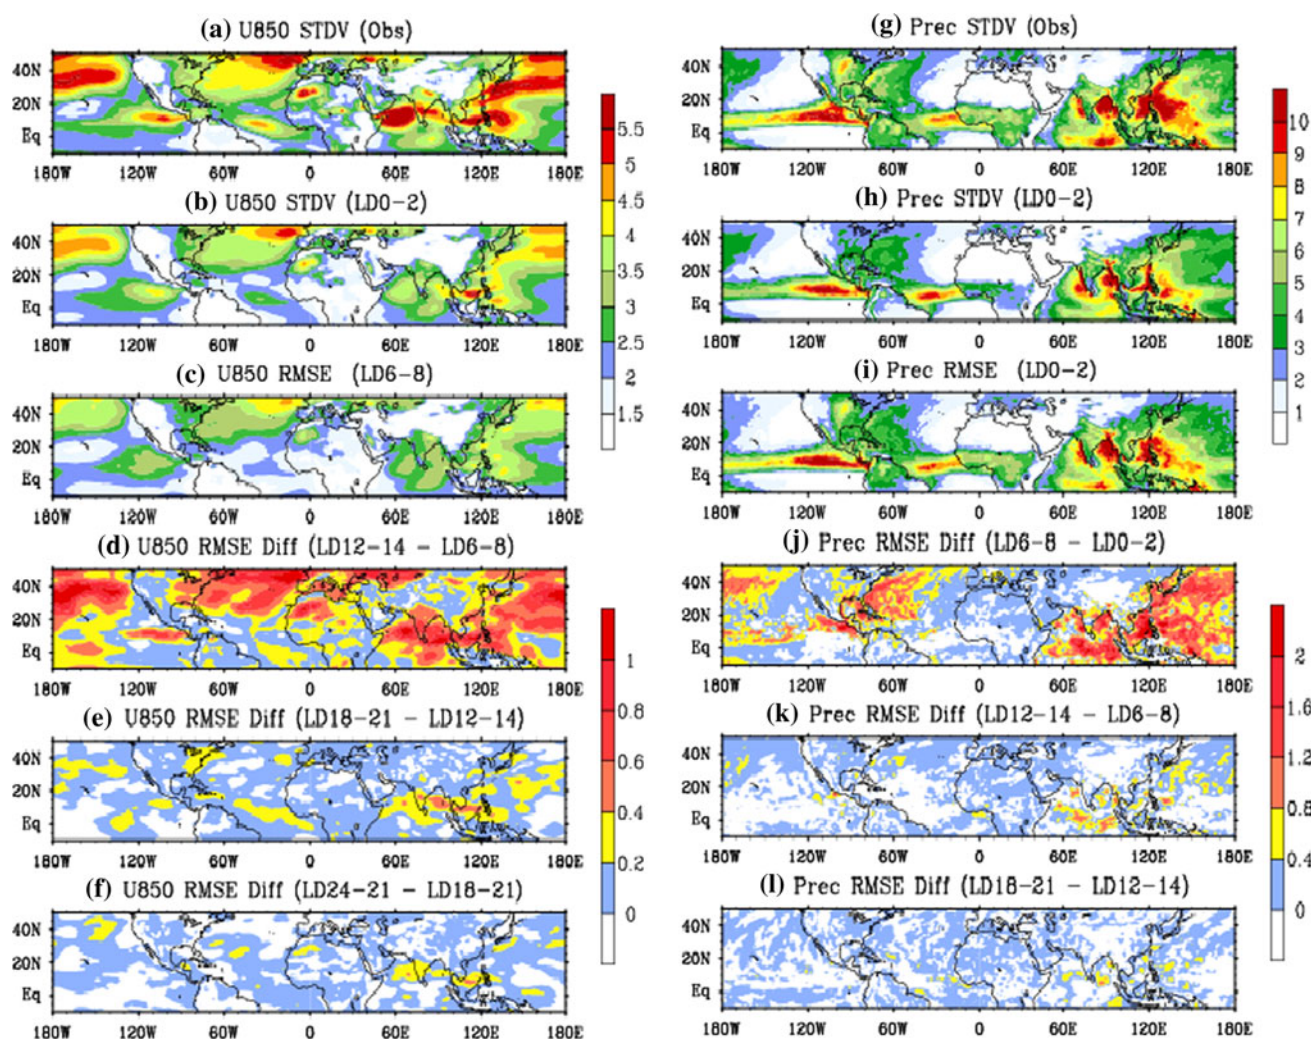 (a) U850 STDV (Obs)
40N
20N
Eq
180W 120W 60W 0 60E 120E 180E
(b) U850 STDV (LD0-2)
40N
20N
Eq
180W 120W 60W 0 60E 120E 180E
(c) U850 RMSE (LD6-8)
40N
20N
Eq
180W 120W 60W 0 60E 120E 180E
5.5
5
4.5
4
3.5
3
2.5
2
1.5
(d) U850 RMSE Diff (LD12-14 - LD6-8)
40N
20N
Eq
180W 120W 60W 0 60E 120E 180E
(e) U850 RMSE Diff (LD18-21 - LD12-14)
40N
20N
Eq
180W 120W 60W 0 60E 120E 180E
(f) U850 RMSE Diff (LD24-21 - LD18-21)
40N
20N
Eq
180W 120W 60W 0 60E 120E 180E
1
0.8
0.6
0.4
0.2
0
(g) Prec STDV (Obs)
40N
20N
Eq
180W 120W 60W 0 60E 120E 180E
(h) Prec STDV (LD0-2)
40N
20N
Eq
180W 120W 60W 0 60E 120E 180E
(i) Prec RMSE (LD0-2)
40N
20N
Eq
180W 120W 60W 0 60E 120E 180E
10
9
8
7
6
5
4
3
2
1
(j) Prec RMSE Diff (LD6-8 - LD0-2)
40N
20N
Eq
180W 120W 60W 0 60E 120E 180E
(k) Prec RMSE Diff (LD12-14 - LD6-8)
40N
20N
Eq
180W 120W 60W 0 60E 120E 180E
(l) Prec RMSE Diff (LD18-21 - LD12-14)
40N
20N
Eq
180W 120W 60W 0 60E 120E 180E
2
1.6
1.2
0.8
0.4
0